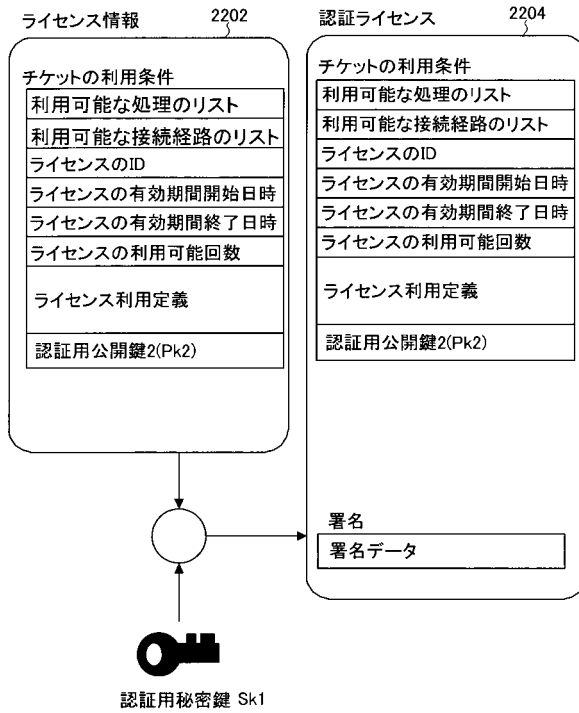 ライセンス情報
2202
チケットの利用条件
利用可能な処理のリスト
利用可能な接続経路のリスト
ライセンスのID
ライセンスの有効期間開始日時
ライセンスの有効期間終了日時
ライセンスの利用可能回数
ライセンス利用定義
認証用公開鍵2(Pk2)
認証ライセンス
2204
チケットの利用条件
利用可能な処理のリスト
利用可能な接続経路のリスト
ライセンスのID
ライセンスの有効期間開始日時
ライセンスの有効期間終了日時
ライセンスの利用可能回数
ライセンス利用定義
認証用公開鍵2(Pk2)
署名
署名データ
認証用秘密鍵 Sk1